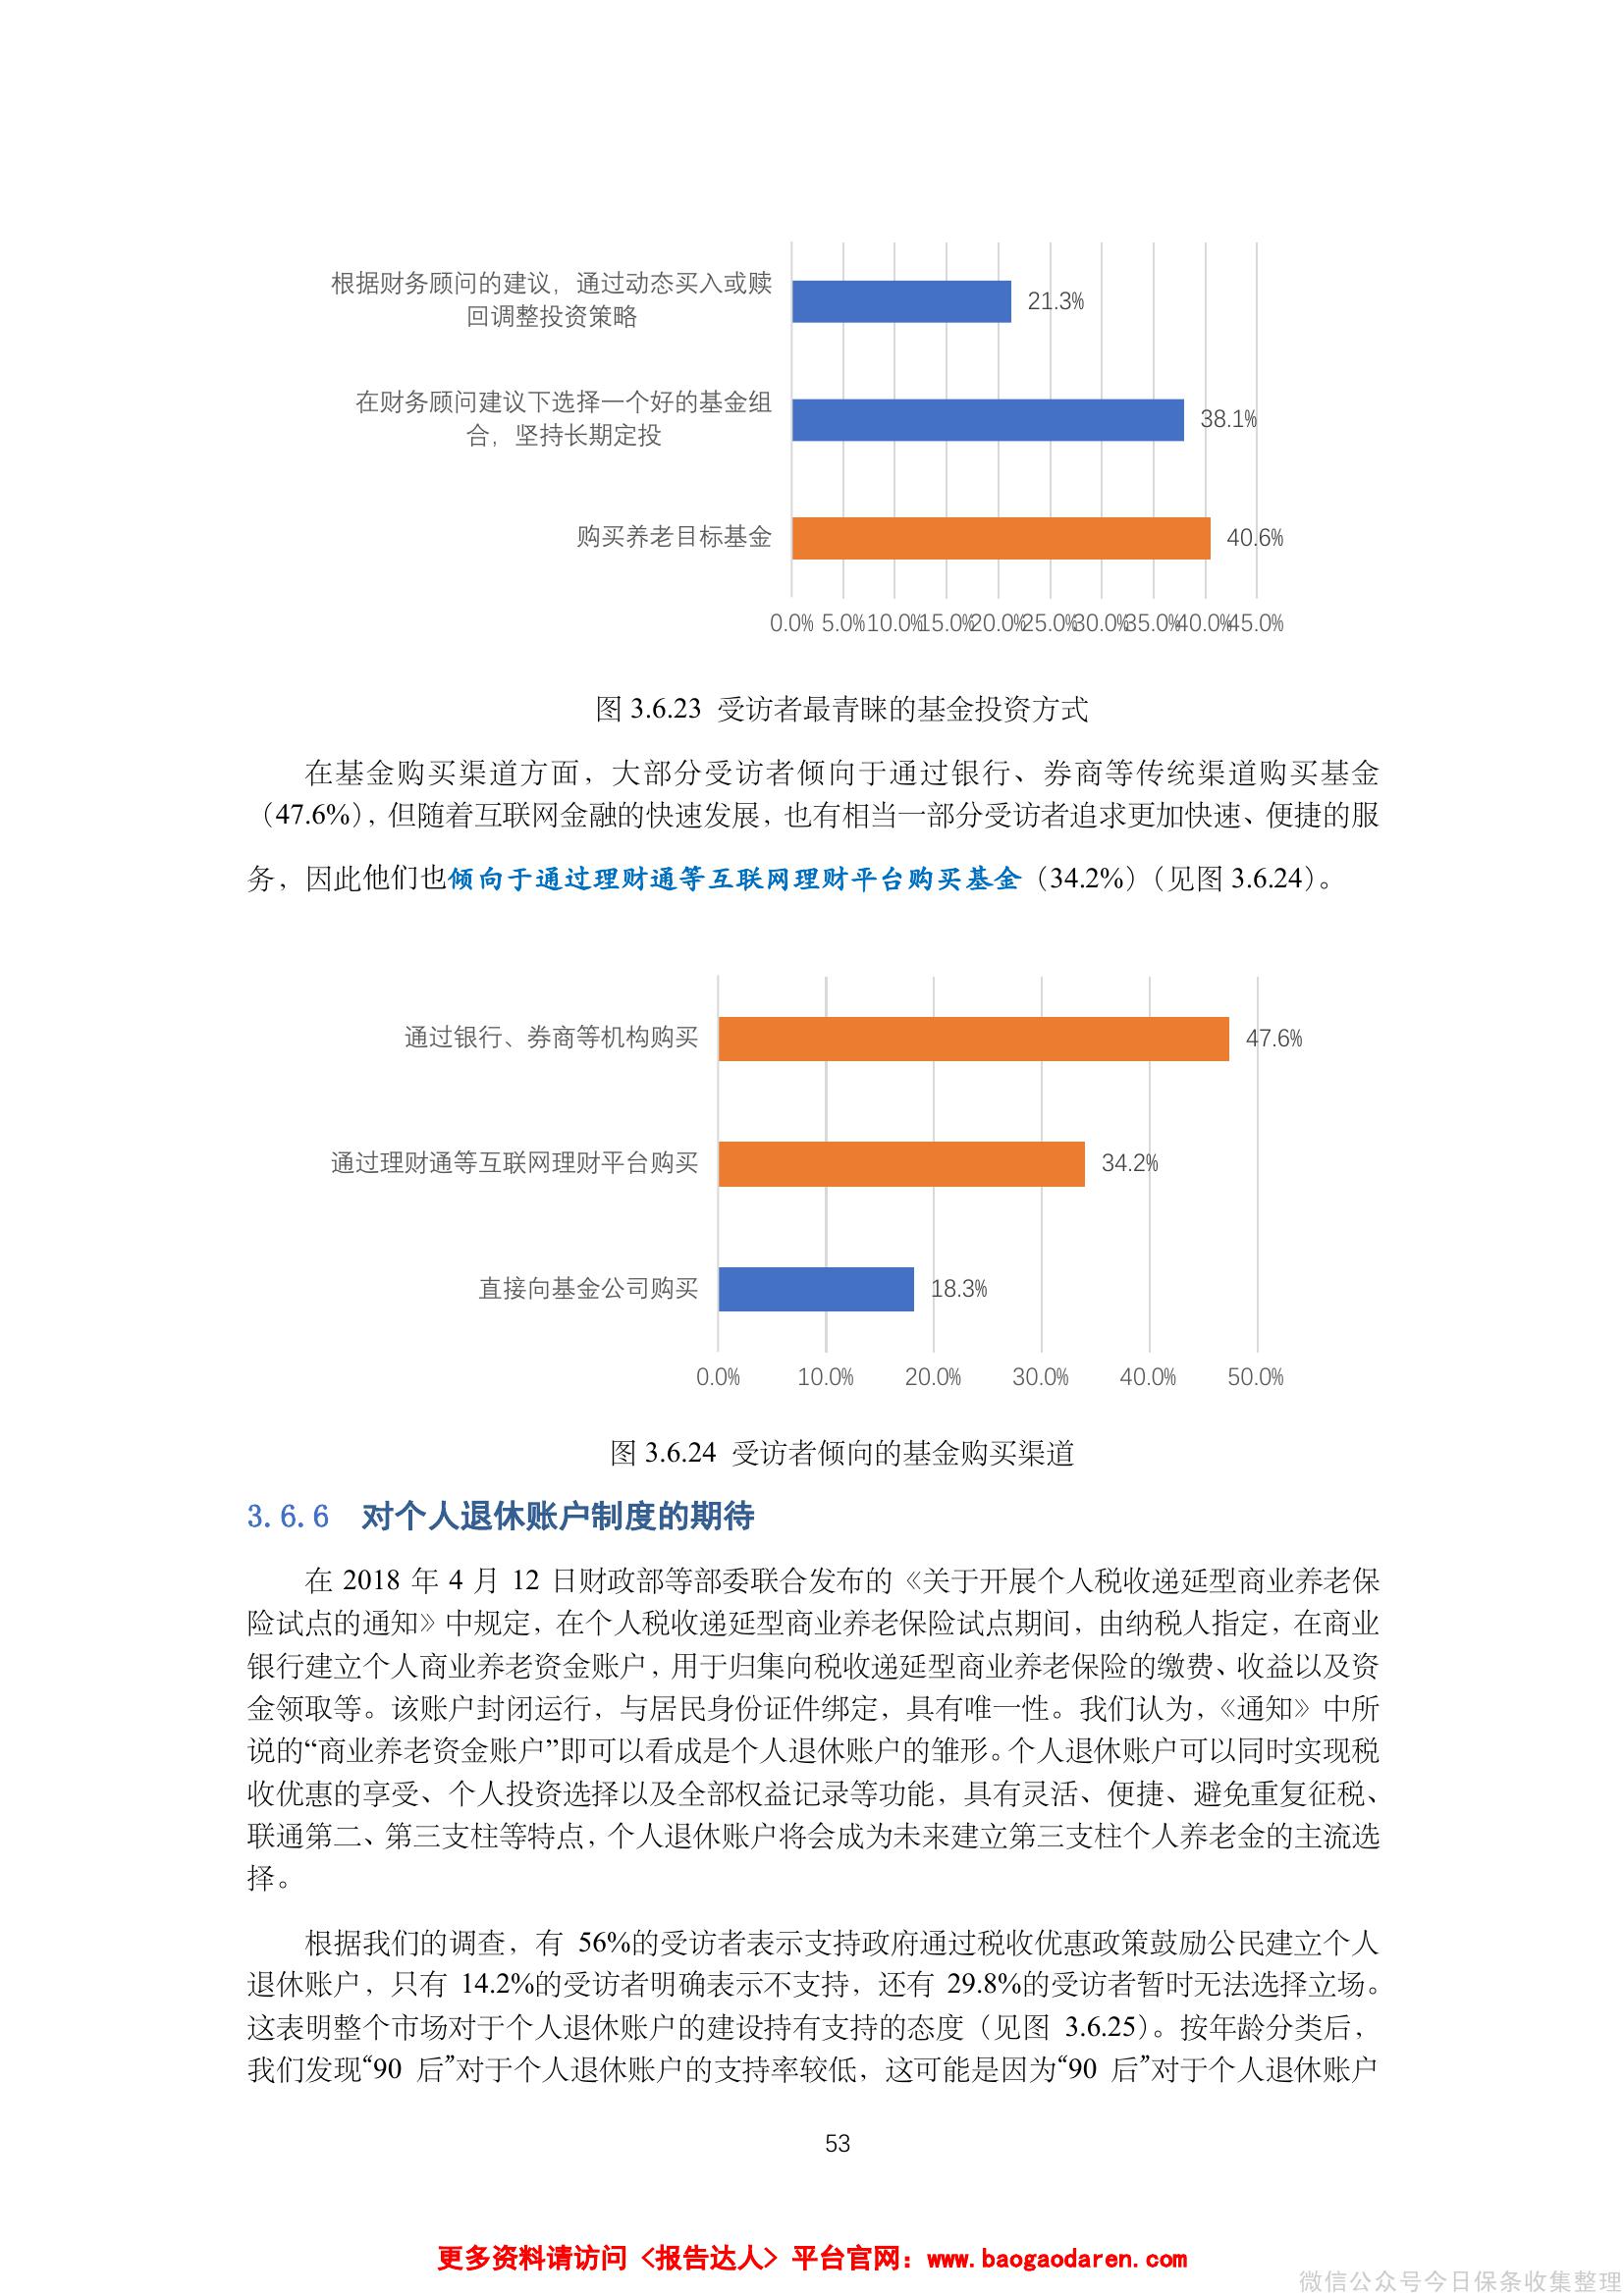 根据财务顾问的建议，通过动态买入或赎
回调整投资策略
21.3%
在财务顾问建议下选择一个好的基金组
合，坚持长期定投
38.1%
购买养老目标基金
40.6%
0.0% 5.0% 10.0% 15.0% 20.0% 25.0% 30.0% 35.0% 40.0% 45.0%
图 3.6.23 受访者最青睐的基金投资方式
在基金购买渠道方面，大部分受访者倾向于通过银行、券商等传统渠道购买基金
（47.6%），但随着互联网金融的快速发展，也有相当一部分受访者追求更加快速、便捷的服
务，因此他们也倾向于通过理财通等互联网理财平台购买基金（34.2%）（见图 3.6.24）。
通过银行、券商等机构购买
47.6%
通过理财通等互联网理财平台购买
34.2%
直接向基金公司购买
18.3%
0.0% 10.0% 20.0% 30.0% 40.0% 50.0%
图 3.6.24 受访者倾向的基金购买渠道
3.6.6 对个人退休账户制度的期待
在 2018 年 4 月 12 日财政部等部委联合发布的《关于开展个人税收递延型商业养老保
险试点的通知》中规定，在个人税收递延型商业养老保险试点期间，由纳税人指定，在商业
银行建立个人商业养老资金账户，用于归集向税收递延型商业养老保险的缴费、收益以及资
金领取等。该账户封闭运行，与居民身份证件绑定，具有唯一性。我们认为，《通知》中所
说的“商业养老资金账户”即可以看成是个人退休账户的雏形。个人退休账户可以同时实现税
收优惠的享受、个人投资选择以及全部权益记录等功能，具有灵活、便捷、避免重复征税、
联通第二、第三支柱等特点，个人退休账户将会成为未来建立第三支柱个人养老金的主流选
择。
根据我们的调查，有 56%的受访者表示支持政府通过税收优惠政策鼓励公民建立个人
退休账户，只有 14.2%的受访者明确表示不支持，还有 29.8%的受访者暂时无法选择立场。
这表明整个市场对于个人退休账户的建设持有支持的态度（见图 3.6.25）。按年龄分类后，
我们发现“90 后”对于个人退休账户的支持率较低，这可能是因为“90 后”对于个人退休账户
53
更多资料请访问《报告达人》平台官网：www.baogaodaren.com
微信公众号今日保条收集整理